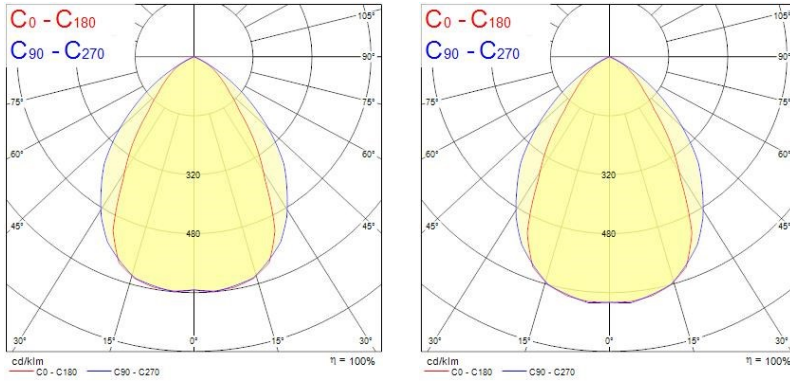 C0 - C180
C90 - C270
105°
90°
75°
75°
60°
60°
320
45°
45°
480
30°
15°
0°
15°
30°
cd/klm
η = 100%
C0 - C180
C90 - C270
C0 - C180
C90 - C270
105°
90°
75°
75°
60°
60°
320
45°
45°
480
30°
15°
0°
15°
30°
cd/klm
η = 100%
C0 - C180
C90 - C270